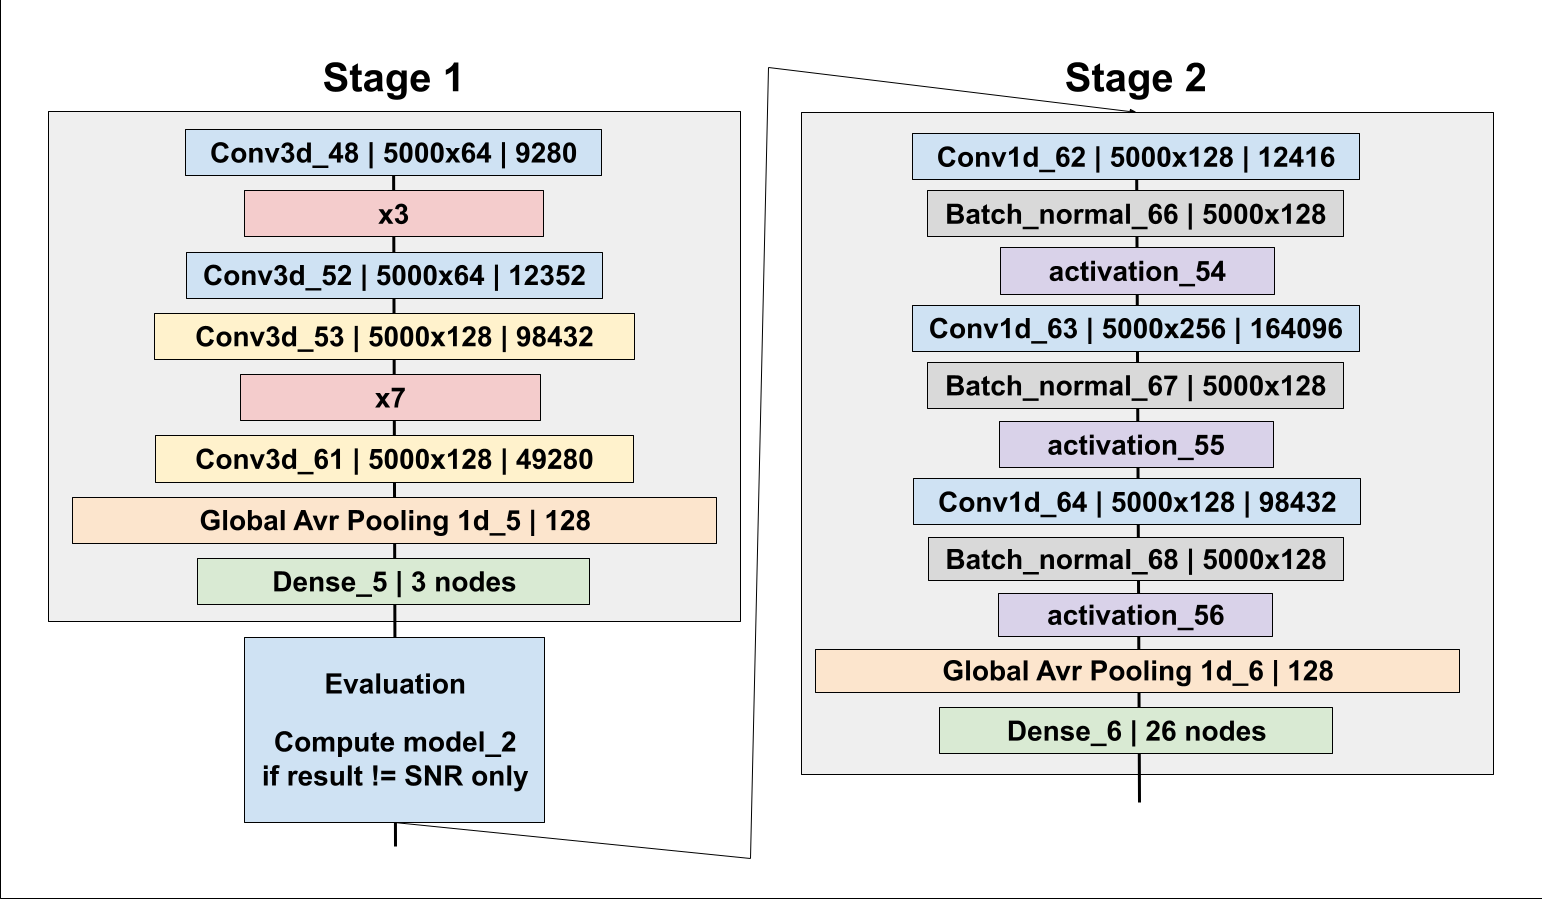 Stage 1
Conv3d_48 | 5000x64 | 9280
x3
Conv3d_52 | 5000x64 | 12352
Conv3d_53 | 5000x128 | 98432
x7
Conv3d_61 | 5000x128 | 49280
Global Avr Pooling 1d_5 | 128
Dense_5 | 3 nodes
Evaluation
Compute model_2
if result != SNR only
Stage 2
Conv1d_62 | 5000x128 | 12416
Batch_normal_66 | 5000x128
activation_54
Conv1d_63 | 5000x256 | 164096
Batch_normal_67 | 5000x128
activation_55
Conv1d_64 | 5000x128 | 98432
Batch_normal_68 | 5000x128
activation_56
Global Avr Pooling 1d_6 | 128
Dense_6 | 26 nodes